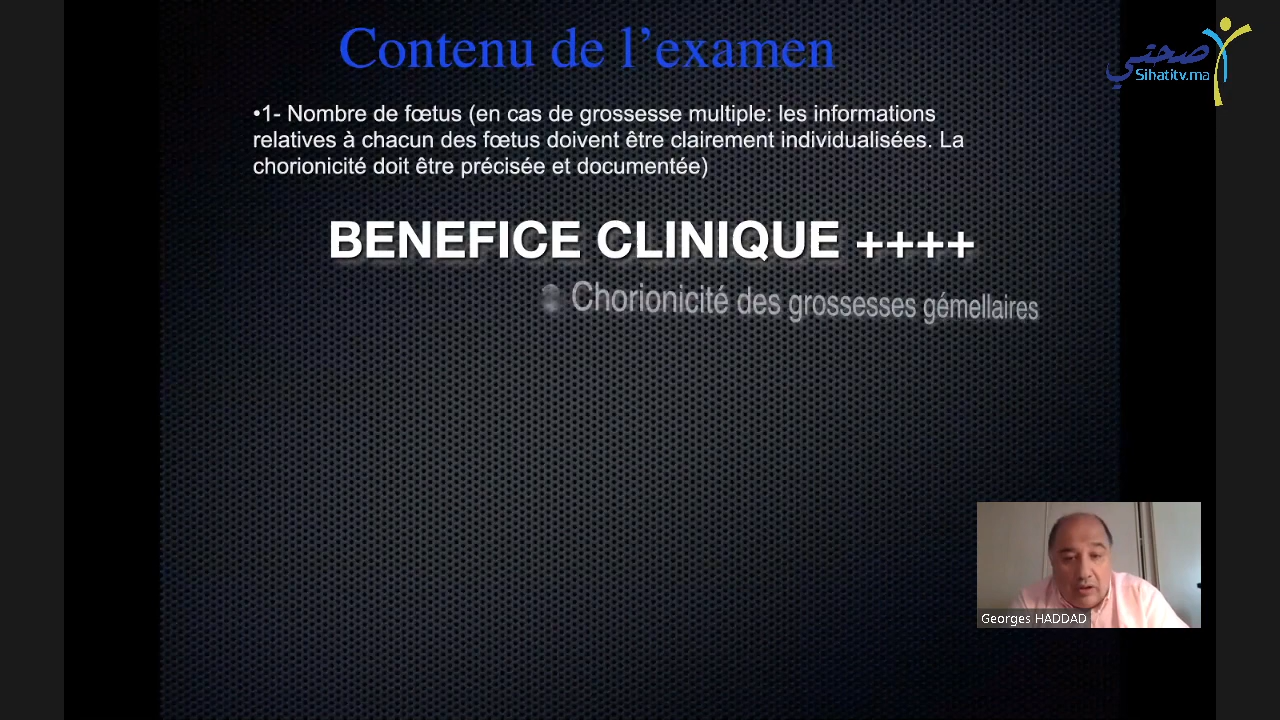 Contenu de l’examen
صحتي
Sihatitv.ma
•1- Nombre de fœtus (en cas de grossesse multiple: les informations
relatives à chacun des fœtus doivent être clairement individualisées. La
chorionicité doit être précisée et documentée)
BENEFICE CLINIQUE ++++
Chorionicité des grossesses gémellaires
Georges HADDAD